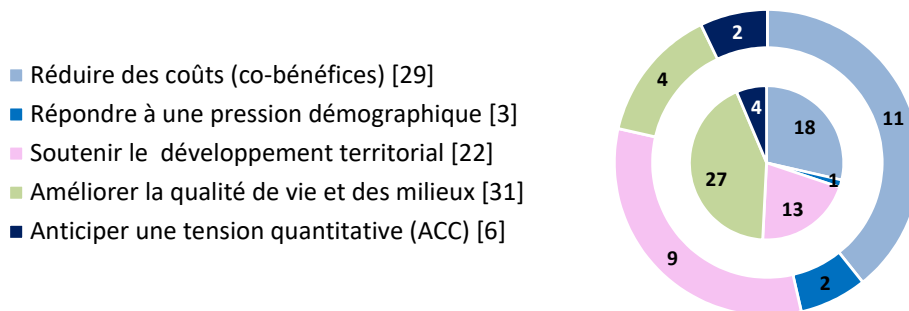 Réduire des coûts (co-bénéfices) [29]
Répondre à une pression démographique [3]
Soutenir le développement territorial [22]
Améliorer la qualité de vie et des milieux [31]
Anticiper une tension quantitative (ACC) [6]
2
4
11
4
18
1
27
13
9
2